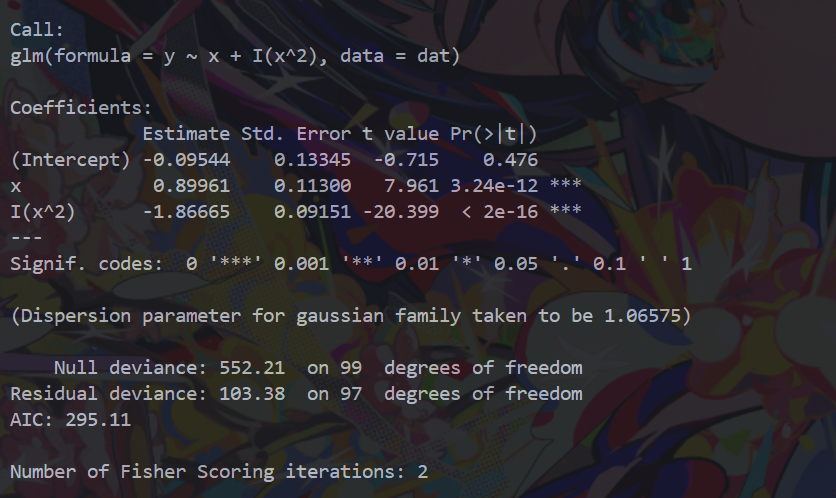 Call:
glm(formula = y ~ x + I(x^2), data = dat)

Coefficients:
            Estimate Std. Error t value Pr(>|t|)
(Intercept) -0.09544    0.13345  -0.715    0.476
x            0.89961    0.11300   7.961 3.24e-12 ***
I(x^2)      -1.86665    0.09151 -20.399  < 2e-16 ***
---
Signif. codes:  0 '***' 0.001 '**' 0.01 '*' 0.05 '.' 0.1 ' ' 1

(Dispersion parameter for gaussian family taken to be 1.06575)

    Null deviance: 552.21  on 99  degrees of freedom
Residual deviance: 103.38  on 97  degrees of freedom
AIC: 295.11

Number of Fisher Scoring iterations: 2